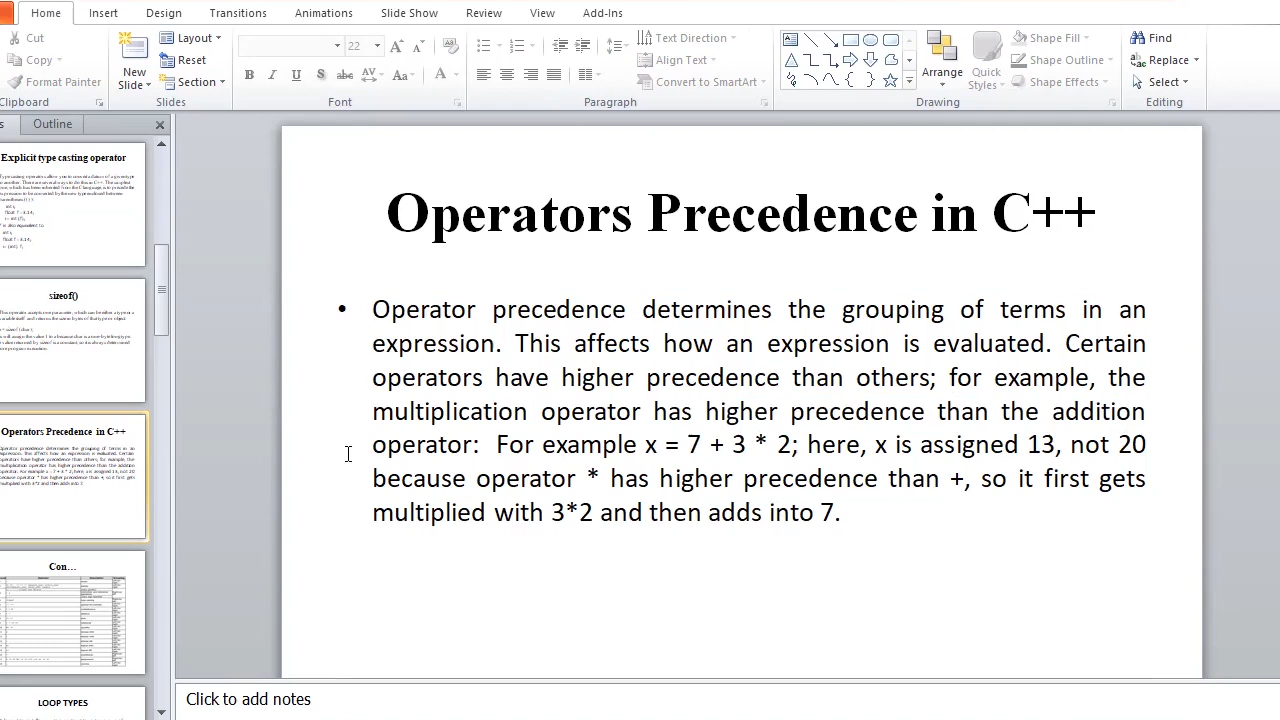 Home Insert Design Transitions Animations Slide Show Review View Add-Ins
Cut Layout 22 Text Direction Shape Fill Find
Copy Reset Align Text Shape Outline Replace
Format Painter New Slide Section B I U S abc AV Aa A Convert to SmartArt Arrange Quick Styles Shape Effects Select
Clipboard Slides Font Paragraph Drawing Editing
Outline
Explicit type casting operator
sizeof()
Operators Precedence in C++
Con...
LOOP TYPES
Operators Precedence in C++
• Operator precedence determines the grouping of terms in an
expression. This affects how an expression is evaluated. Certain
operators have higher precedence than others; for example, the
multiplication operator has higher precedence than the addition
operator: For example x = 7 + 3 * 2; here, x is assigned 13, not 20
because operator * has higher precedence than +, so it first gets
multiplied with 3*2 and then adds into 7.
Click to add notes